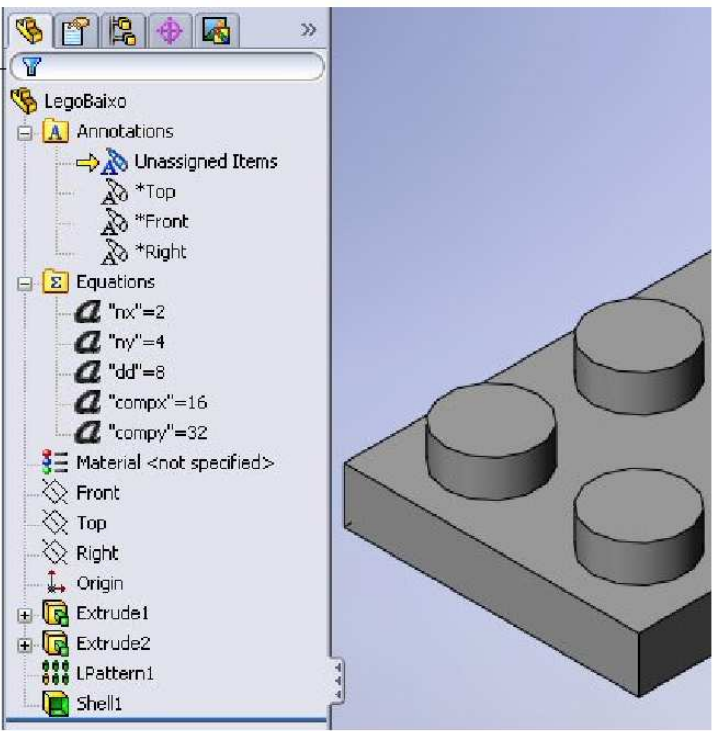 LegoBaixo
Annotations
Unassigned Items
*Top
*Front
*Right
Equations
"nx"=2
"ny"=4
"dd"=8
"compx"=16
"compy"=32
Material <not specified>
Front
Top
Right
Origin
Extrude1
Extrude2
LPattern1
Shell1